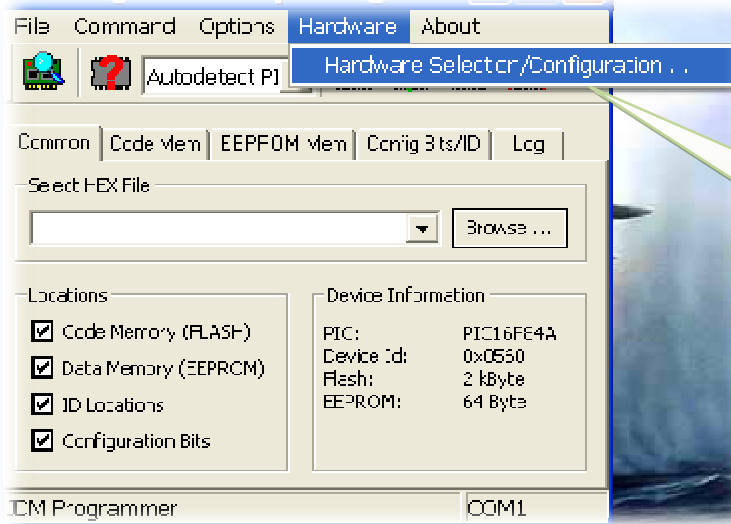 File Command Options Hardware About
Hardware Selection/Configuration ...
Autodetect PI
Common Code Mem EEPROM Mem Config Bits/ID Log
Select HEX File
Browse ...
Locations
Code Memory (FLASH)
Data Memory (EEPROM)
ID Locations
Configuration Bits
Device Information
PIC: PIC16F84A
Device Id: 0x0560
Flash: 2 kByte
EEPROM: 64 Byte
JDM Programmer COM1